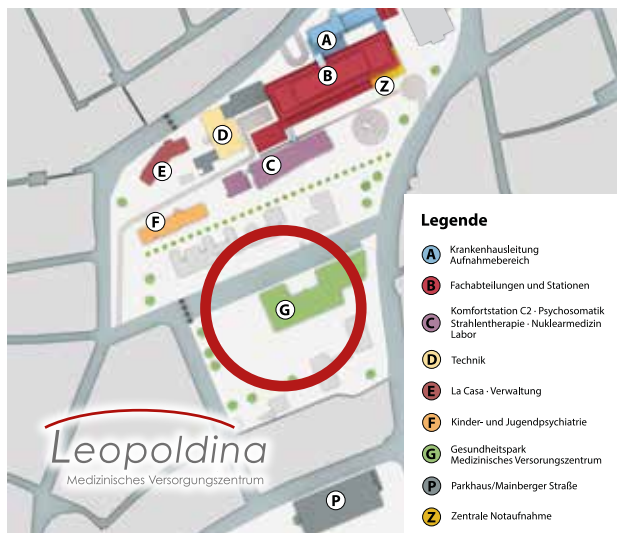 A
B
Z
D
C
E
F
G
P
Leopoldina
Medizinisches Versorgungszentrum
Legende
A Krankenhausleitung
Aufnahmebereich
B Fachabteilungen und Stationen
C Komfortstation C2 · Psychosomatik
Strahlentherapie · Nuklearmedizin
Labor
D Technik
E La Casa · Verwaltung
F Kinder- und Jugendpsychiatrie
G Gesundheitspark
Medizinisches Versorungszentrum
P Parkhaus/Mainberger Straße
Z Zentrale Notaufnahme